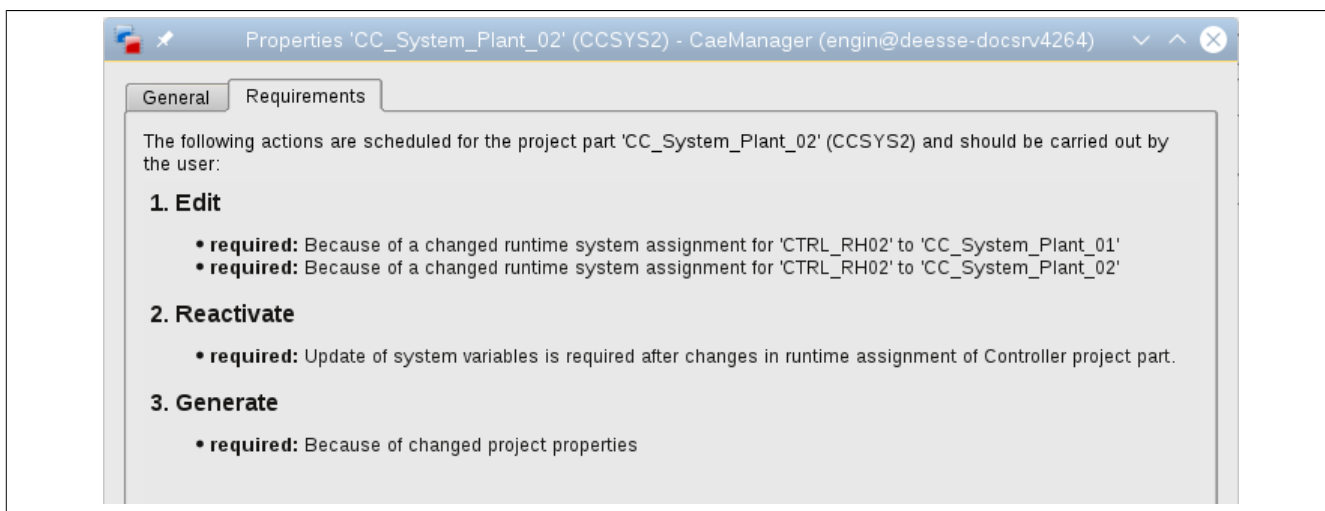 Properties 'CC_System_Plant_02' (CCSYS2) - CaeManager (engin@deesse-docsrv4264)
General Requirements
The following actions are scheduled for the project part 'CC_System_Plant_02' (CCSYS2) and should be carried out by
the user:
1. Edit
• required: Because of a changed runtime system assignment for 'CTRL_RH02' to 'CC_System_Plant_01'
• required: Because of a changed runtime system assignment for 'CTRL_RH02' to 'CC_System_Plant_02'
2. Reactivate
• required: Update of system variables is required after changes in runtime assignment of Controller project part.
3. Generate
• required: Because of changed project properties